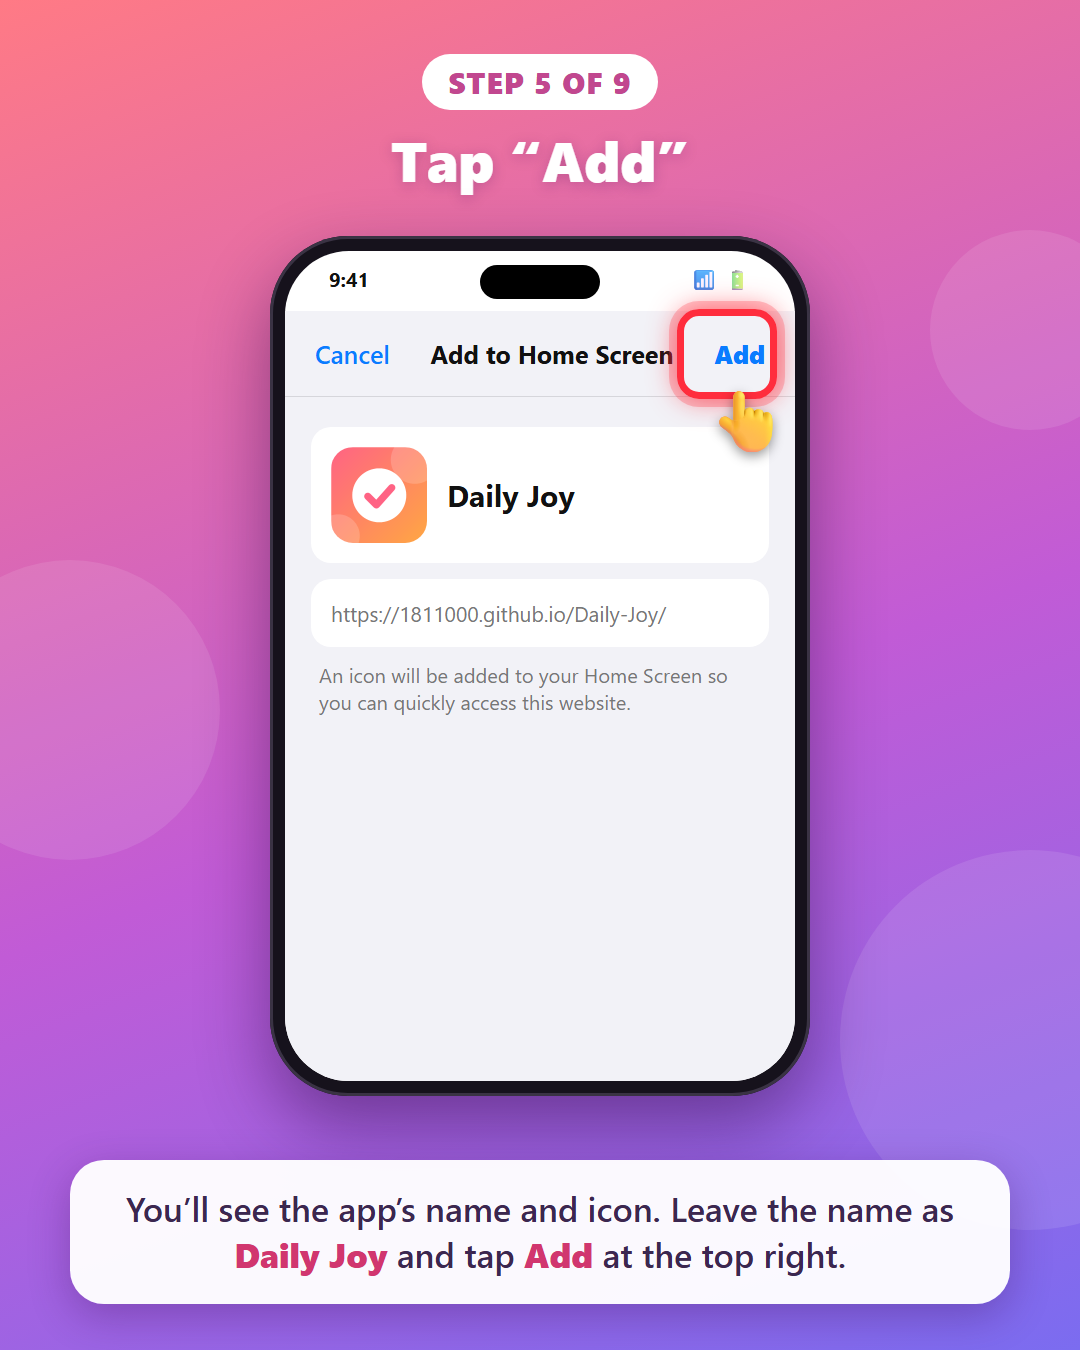 STEP 5 OF 9
Tap “Add”
9:41
Cancel
Add to Home Screen
Add
Daily Joy
https://1811000.github.io/Daily-Joy/
An icon will be added to your Home Screen so
you can quickly access this website.
You’ll see the app’s name and icon. Leave the name as
Daily Joy and tap Add at the top right.